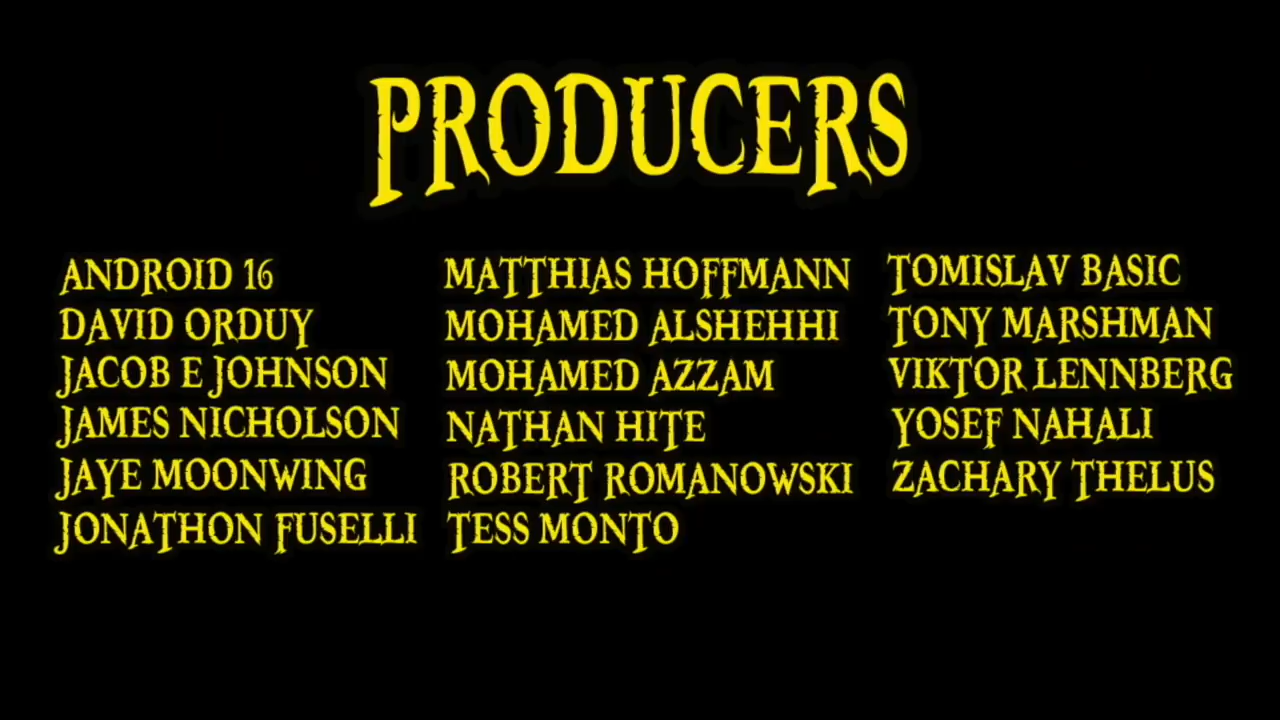 PRODUCERS
ANDROID 16
DAVID ORDUY
JACOB E JOHNSON
JAMES NICHOLSON
JAYE MOONWING
JONATHON FUSELLI
MATTHIAS HOFFMANN
MOHAMED ALSHEHHI
MOHAMED AZZAM
NATHAN HITE
ROBERT ROMANOWSKI
TESS MONTO
TOMISLAV BASIC
TONY MARSHMAN
VIKTOR LENNBERG
YOSEF NAHALI
ZACHARY THELUS